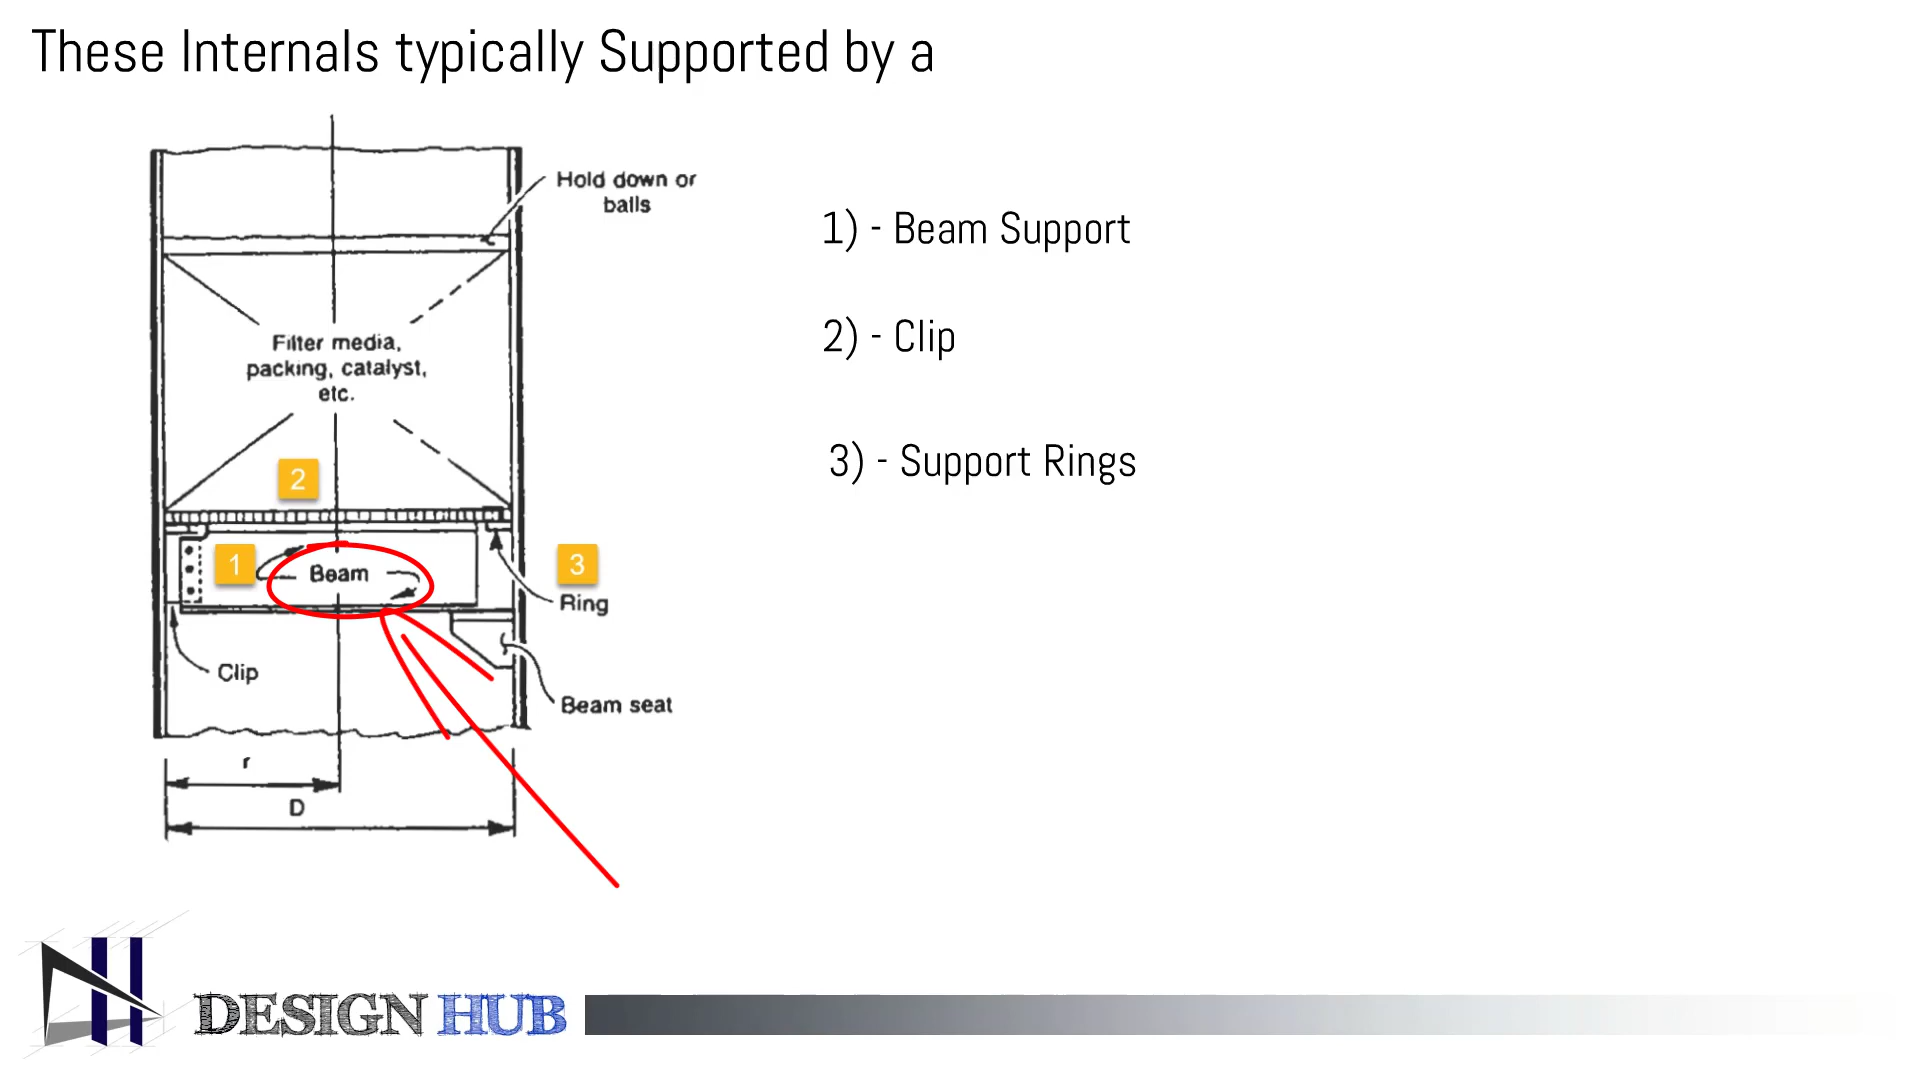 These Internals typically Supported by a
Hold down or
balls
1) - Beam Support
2) - Clip
Filter media,
packing, catalyst,
etc.
3) - Support Rings
2
1
Beam
3
Ring
Clip
Beam seat
r
D
DESIGN HUB